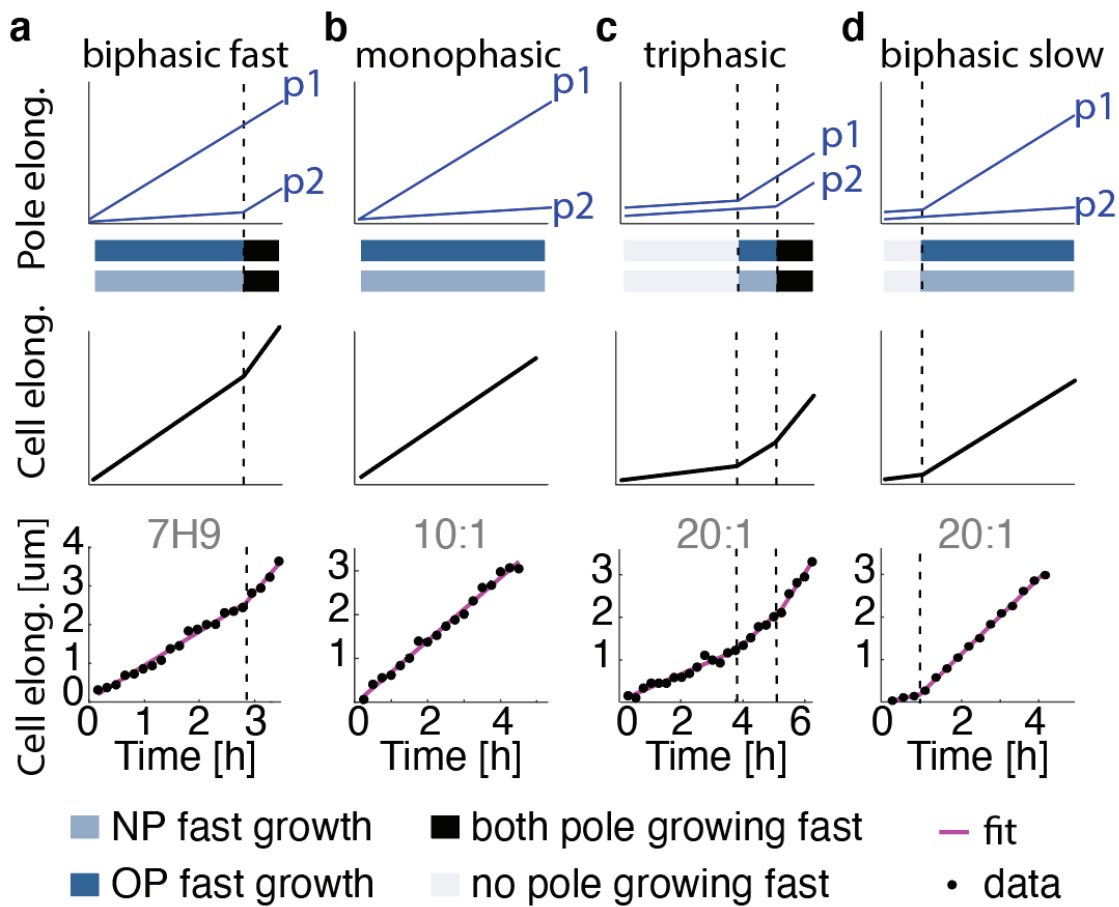 a
biphasic fast
b
monophasic
c
triphasic
d
biphasic slow
Pole elong.
p1
p2
p1
p2
p1
p2
p1
p2
Cell elong.
Cell elong. [um]
7H9
4
3
2
1
0
0 1 2 3
Time [h]
10:1
3
2
1
0 2 4
Time [h]
20:1
3
2
1
0 2 4 6
Time [h]
20:1
3
2
1
0 2 4
Time [h]
NP fast growth
both pole growing fast
fit
OP fast growth
no pole growing fast
data